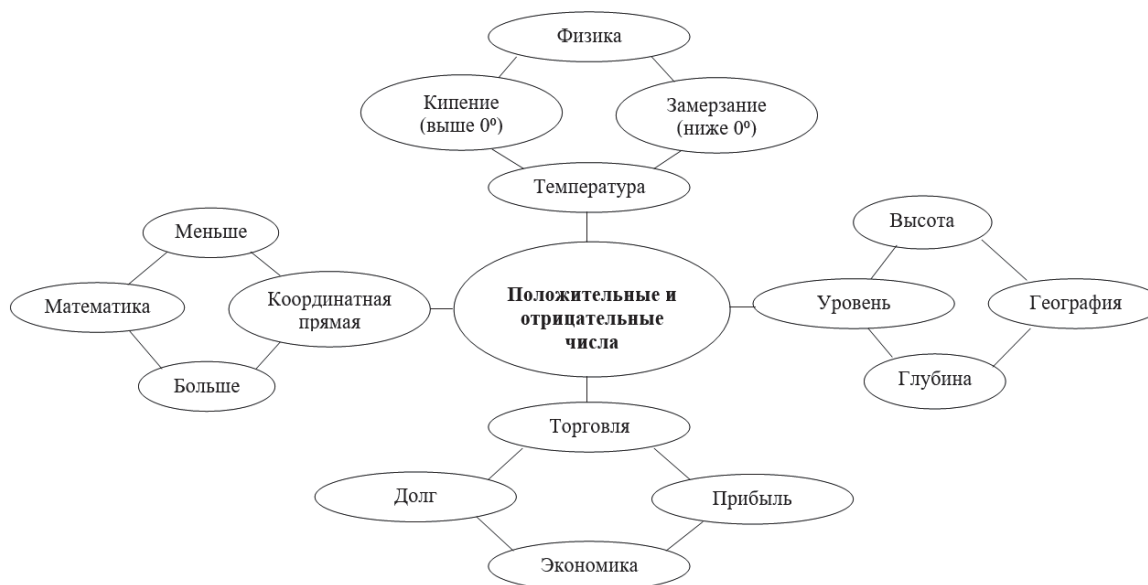 Физика
Кипение
(выше 0º)
Замерзание
(ниже 0º)
Температура
Меньше
Математика
Координатная
прямая
Больше
Положительные и
отрицательные
числа
Высота
Уровень
География
Глубина
Торговля
Долг
Прибыль
Экономика